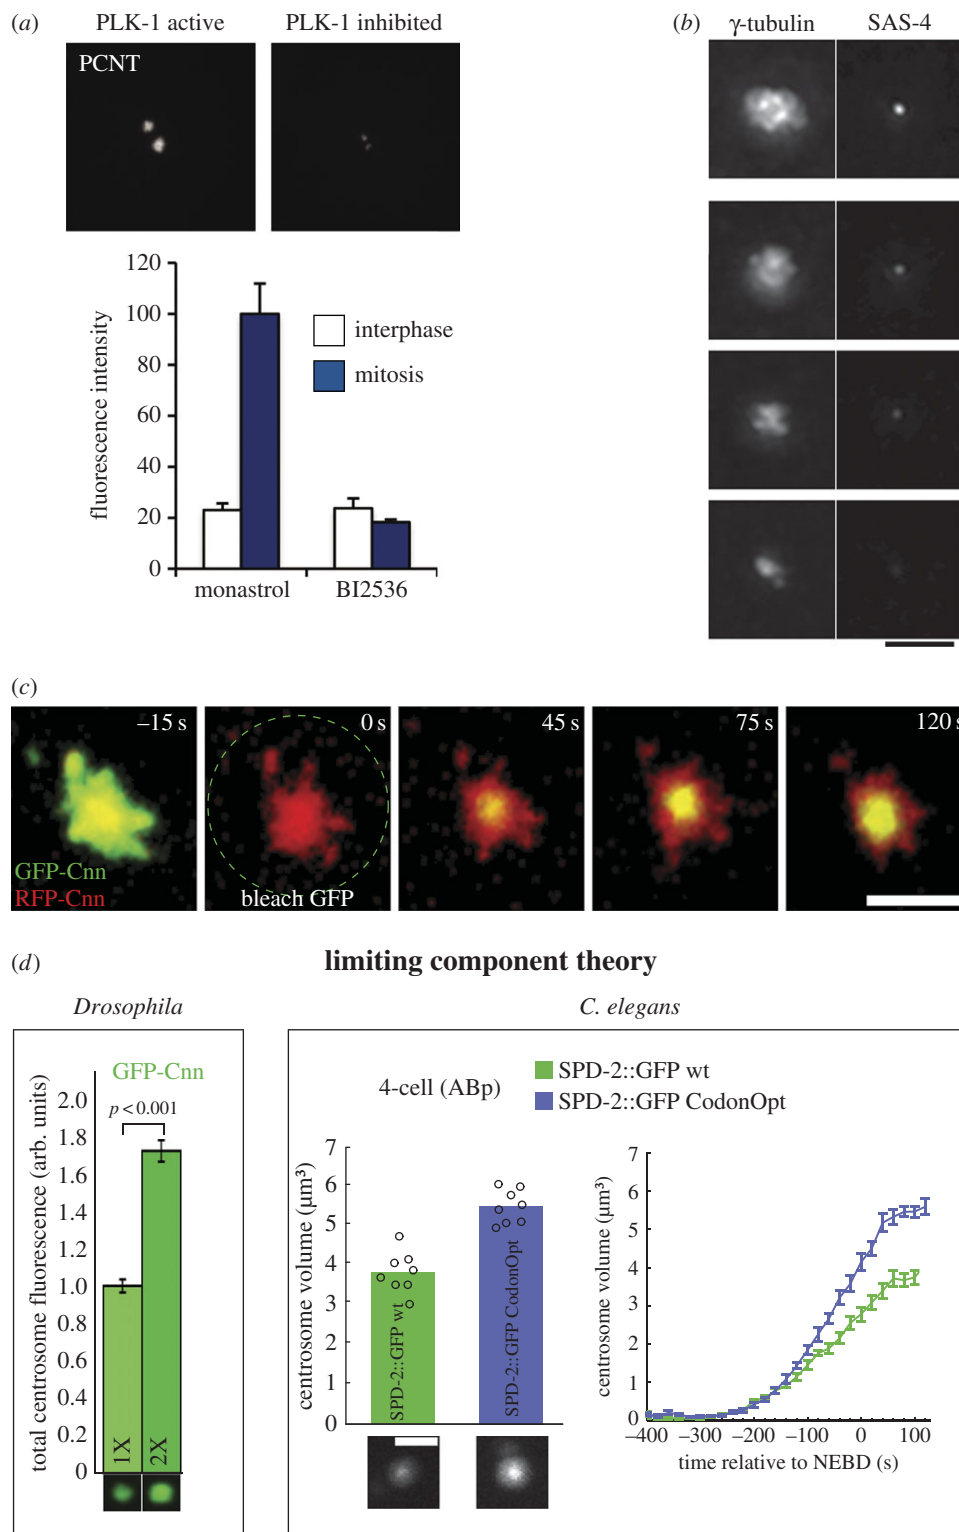 (a)
PLK-1 active
PLK-1 inhibited
PCNT
fluorescence intensity
120
100
80
60
40
20
0
interphase
mitosis
monastrol
BI2536
(b)
γ-tubulin
SAS-4
(c)
–15 s
0 s
45 s
75 s
120 s
GFP-Cnn
RFP-Cnn
bleach GFP
(d)
limiting component theory
Drosophila
C. elegans
GFP-Cnn
p < 0.001
total centrosome fluorescence (arb. units)
2.0
1.8
1.6
1.4
1.2
1.0
0.8
0.6
0.4
0.2
0
1X
2X
4-cell (ABp)
SPD-2::GFP wt
SPD-2::GFP CodonOpt
centrosome volume (µm³)
7
6
5
4
3
2
1
0
SPD-2::GFP wt
SPD-2::GFP CodonOpt
centrosome volume (µm³)
7
6
5
4
3
2
1
0
–400
–300
–200
–100
0
100
time relative to NEBD (s)